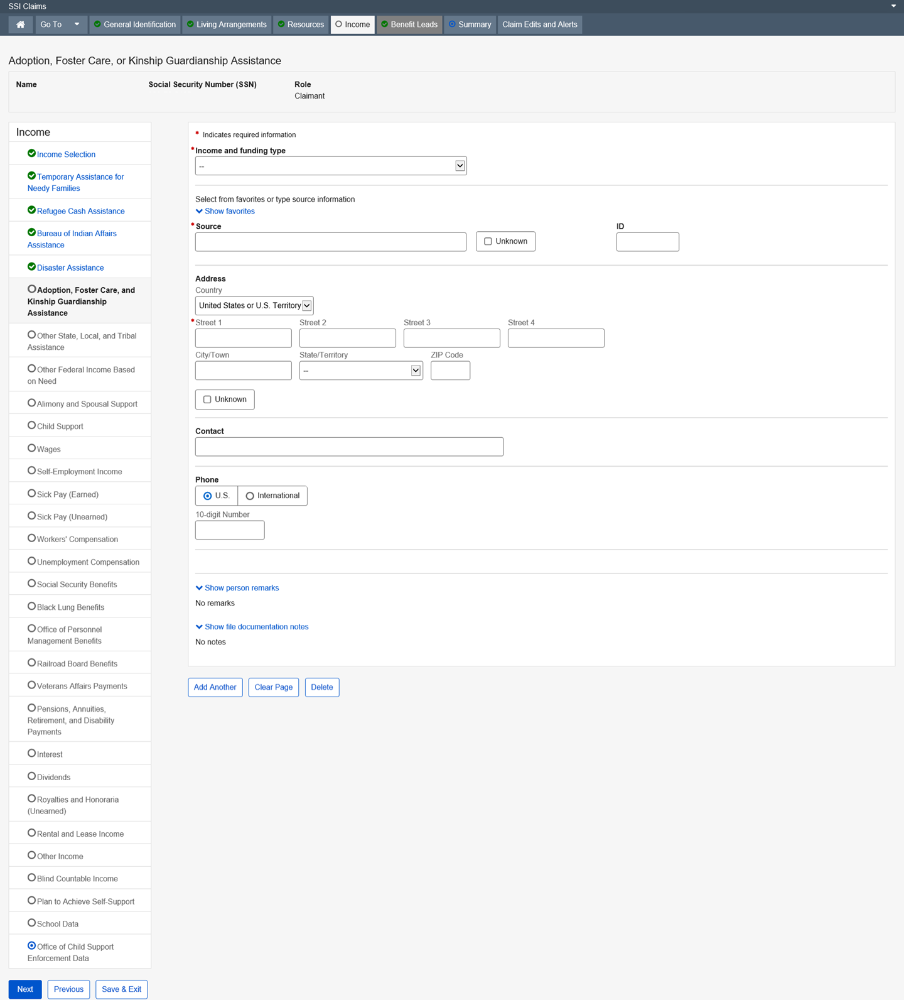 SSI Claims
Go To
General Identification
Living Arrangements
Resources
Income
Benefit Leads
Summary
Claim Edits and Alerts
Adoption, Foster Care, or Kinship Guardianship Assistance
Name
Social Security Number (SSN)
Role
Claimant
Income
Income Selection
Temporary Assistance for
Needy Families
Refugee Cash Assistance
Bureau of Indian Affairs
Assistance
Disaster Assistance
Adoption, Foster Care, and
Kinship Guardianship
Assistance
Other State, Local, and Tribal
Assistance
Other Federal Income Based
on Need
Alimony and Spousal Support
Child Support
Wages
Self-Employment Income
Sick Pay (Earned)
Sick Pay (Unearned)
Workers' Compensation
Unemployment Compensation
Social Security Benefits
Black Lung Benefits
Office of Personnel
Management Benefits
Railroad Board Benefits
Veterans Affairs Payments
Pensions, Annuities,
Retirement, and Disability
Payments
Interest
Dividends
Royalties and Honoraria
(Unearned)
Rental and Lease Income
Other Income
Blind Countable Income
Plan to Achieve Self-Support
School Data
Office of Child Support
Enforcement Data
* Indicates required information
*Income and funding type
--
Select from favorites or type source information
Show favorites
*Source
Unknown
ID
Address
Country
United States or U.S. Territory
*Street 1
Street 2
Street 3
Street 4
City/Town
State/Territory
ZIP Code
--
Unknown
Contact
Phone
U.S.
International
10-digit Number
Show person remarks
No remarks
Show file documentation notes
No notes
Add Another
Clear Page
Delete
Next
Previous
Save & Exit